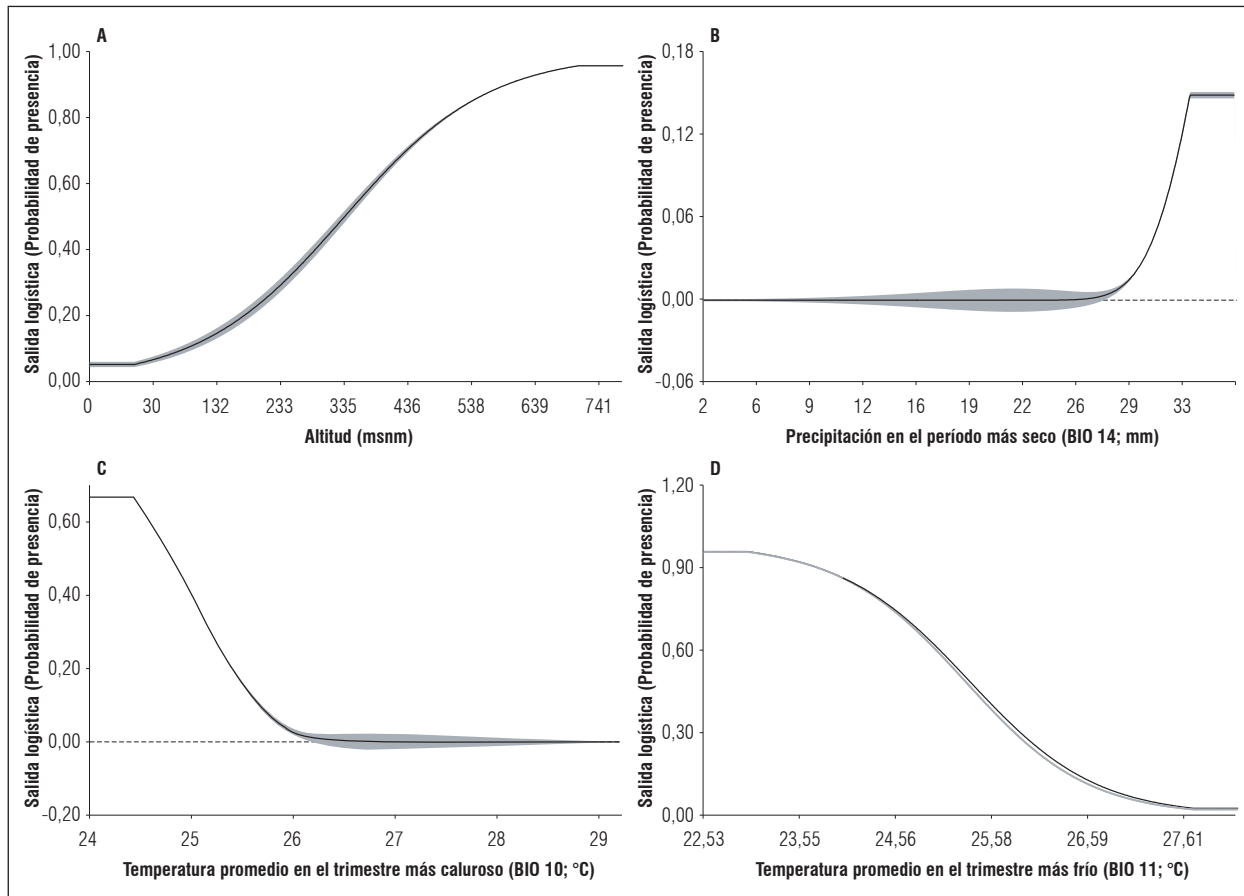 A
Salida logística (Probabilidad de presencia)
1,00
0,80
0,60
0,40
0,20
0,00
0 30 132 233 335 436 538 639 741
Altitud (msnm)
B
Salida logística (Probabilidad de presencia)
0,18
0,12
0,06
0,00
-0,06
2 6 9 12 16 19 22 26 29 33
Precipitación en el período más seco (BIO 14; mm)
C
Salida logística (Probabilidad de presencia)
0,60
0,40
0,20
0,00
-0,20
24 25 26 27 28 29
Temperatura promedio en el trimestre más caluroso (BIO 10; °C)
D
Salida logística (Probabilidad de presencia)
1,20
0,90
0,60
0,30
0,00
22,53 23,55 24,56 25,58 26,59 27,61
Temperatura promedio en el trimestre más frío (BIO 11; °C)